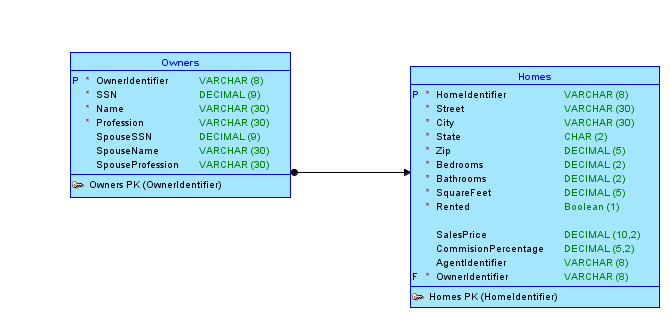 Owners
P * OwnerIdentifier VARCHAR (8)
* SSN DECIMAL (9)
* Name VARCHAR (30)
* Profession VARCHAR (30)
SpouseSSN DECIMAL (9)
SpouseName VARCHAR (30)
SpouseProfession VARCHAR (30)
Owners PK (OwnerIdentifier)
Homes
P * HomeIdentifier VARCHAR (8)
* Street VARCHAR (30)
* City VARCHAR (30)
* State CHAR (2)
* Zip DECIMAL (5)
* Bedrooms DECIMAL (2)
* Bathrooms DECIMAL (2)
* SquareFeet DECIMAL (5)
* Rented Boolean (1)
SalesPrice DECIMAL (10,2)
CommisionPercentage DECIMAL (5,2)
AgentIdentifier VARCHAR (8)
F * OwnerIdentifier VARCHAR (8)
Homes PK (HomeIdentifier)